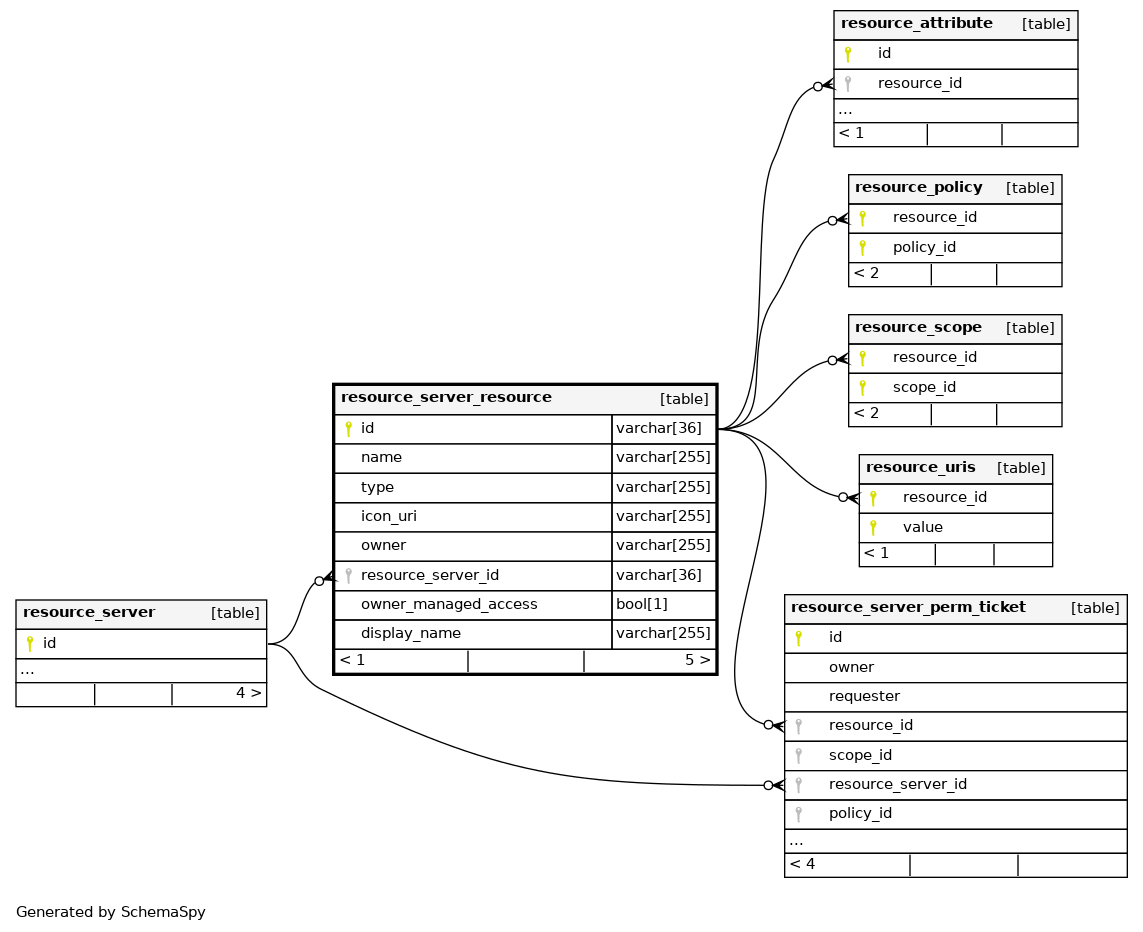 resource_attribute [table]
id
resource_id
...
< 1
resource_policy [table]
resource_id
policy_id
< 2
resource_scope [table]
resource_id
scope_id
< 2
resource_server_resource [table]
id varchar[36]
name varchar[255]
type varchar[255]
icon_uri varchar[255]
owner varchar[255]
resource_server_id varchar[36]
owner_managed_access bool[1]
display_name varchar[255]
< 1 5 >
resource_uris [table]
resource_id
value
< 1
resource_server [table]
id
...
4 >
resource_server_perm_ticket [table]
id
owner
requester
resource_id
scope_id
resource_server_id
policy_id
...
< 4
Generated by SchemaSpy